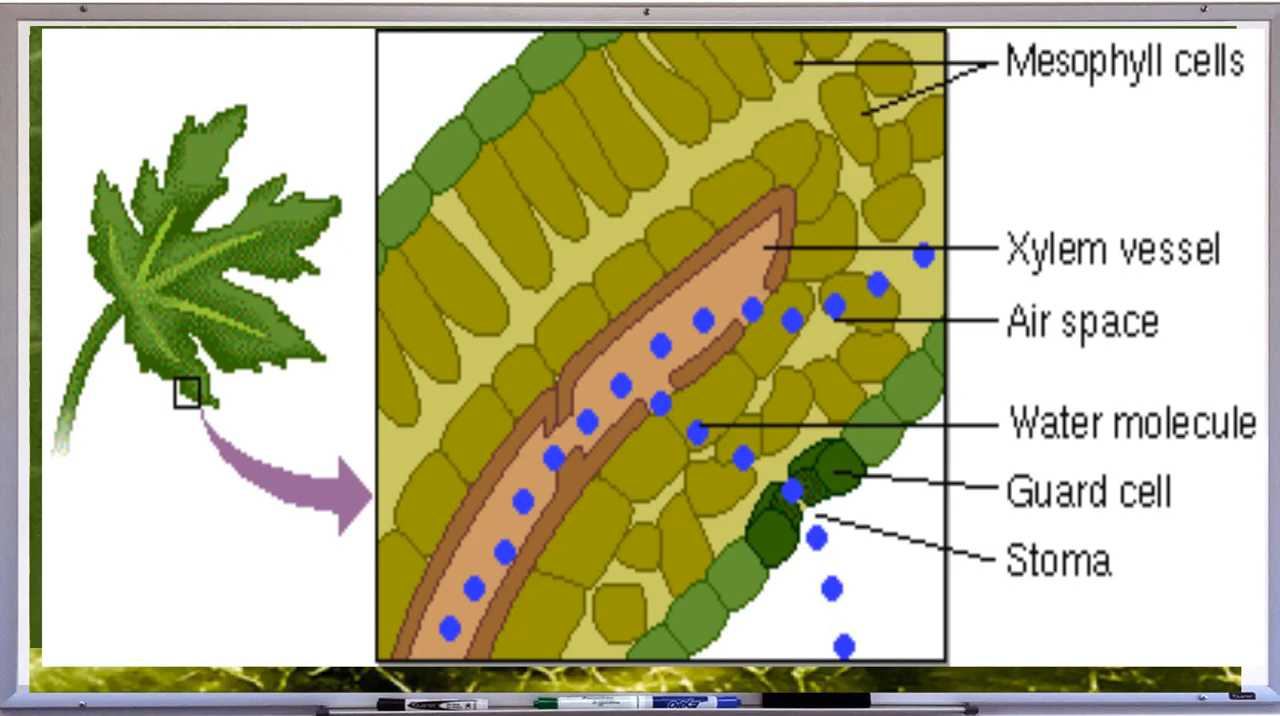 Mesophyll cells
Xylem vessel
Air space
Water molecule
Guard cell
Stoma